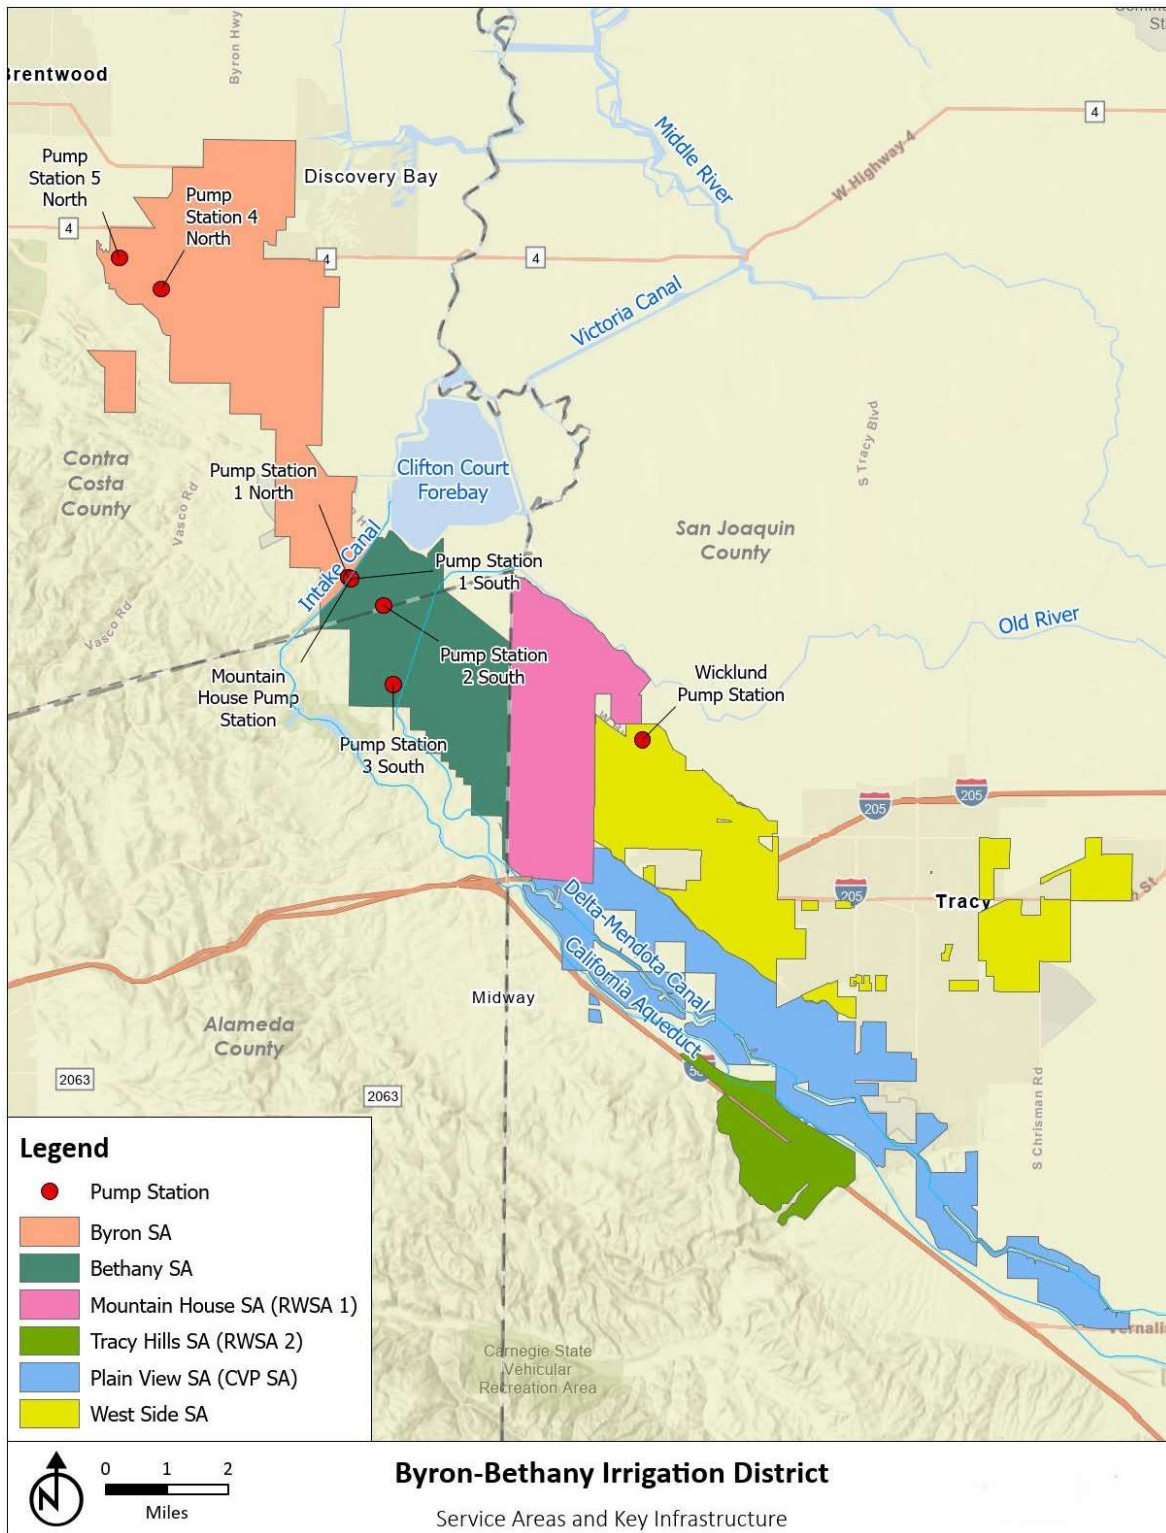 Byron Hwy
Brentwood
4
Middle River
W Highway 4
Pump
Station 5
North
Discovery Bay
Pump
Station 4
North
4
4
4
Victoria Canal
S Tracy Blvd
Contra
Costa
County
Vasco Rd
Pump Station
1 North
Clifton Court
Forebay
San Joaquin
County
Intake Canal
Pump Station
1 South
Vasco Rd
Old River
Pump Station
2 South
Mountain
House Pump
Station
Wicklund
Pump Station
Pump Station
3 South
205
205
205
Tracy
St
Delta-Mendota Canal
California Aqueduct
Midway
Alameda
County
2063
2063
S Chrisman Rd
Carnegie State
Vehicular
Recreation Area
Legend
Pump Station
Byron SA
Bethany SA
Mountain House SA (RWSA 1)
Tracy Hills SA (RWSA 2)
Plain View SA (CVP SA)
West Side SA
N
0 1 2
Miles
Byron-Bethany Irrigation District
Service Areas and Key Infrastructure